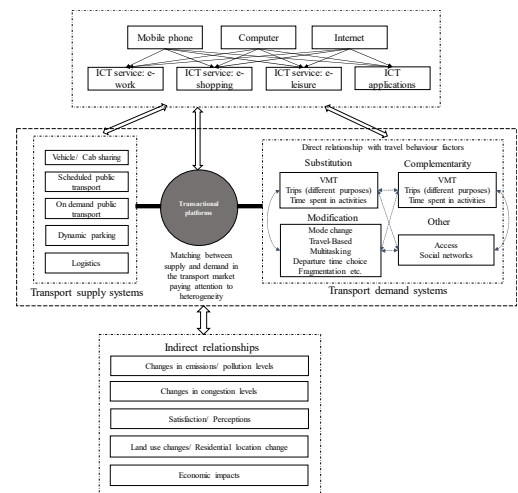 Mobile phone
Computer
Internet
ICT service: e-
work
ICT service: e-
shopping
ICT service: e-
leisure
ICT
applications
Vehicle/ Cab sharing
Scheduled public
transport
On demand public
transport
Dynamic parking
Logistics
Transport supply systems
Transactional
platforms
Matching between
supply and demand in
the transport market
paying attention to
heterogeneity
Direct relationship with travel behaviour factors
Substitution
VMT
Trips (different purposes)
Time spent in activities
Complementarity
VMT
Trips (different purposes)
Time spent in activities
Modification
Mode change
Travel-Based
Multitasking
Departure time choice
Fragmentation etc.
Other
Access
Social networks
Transport demand systems
Indirect relationships
Changes in emissions/ pollution levels
Changes in congestion levels
Satisfaction/ Perceptions
Land use changes/ Residential location change
Economic impacts